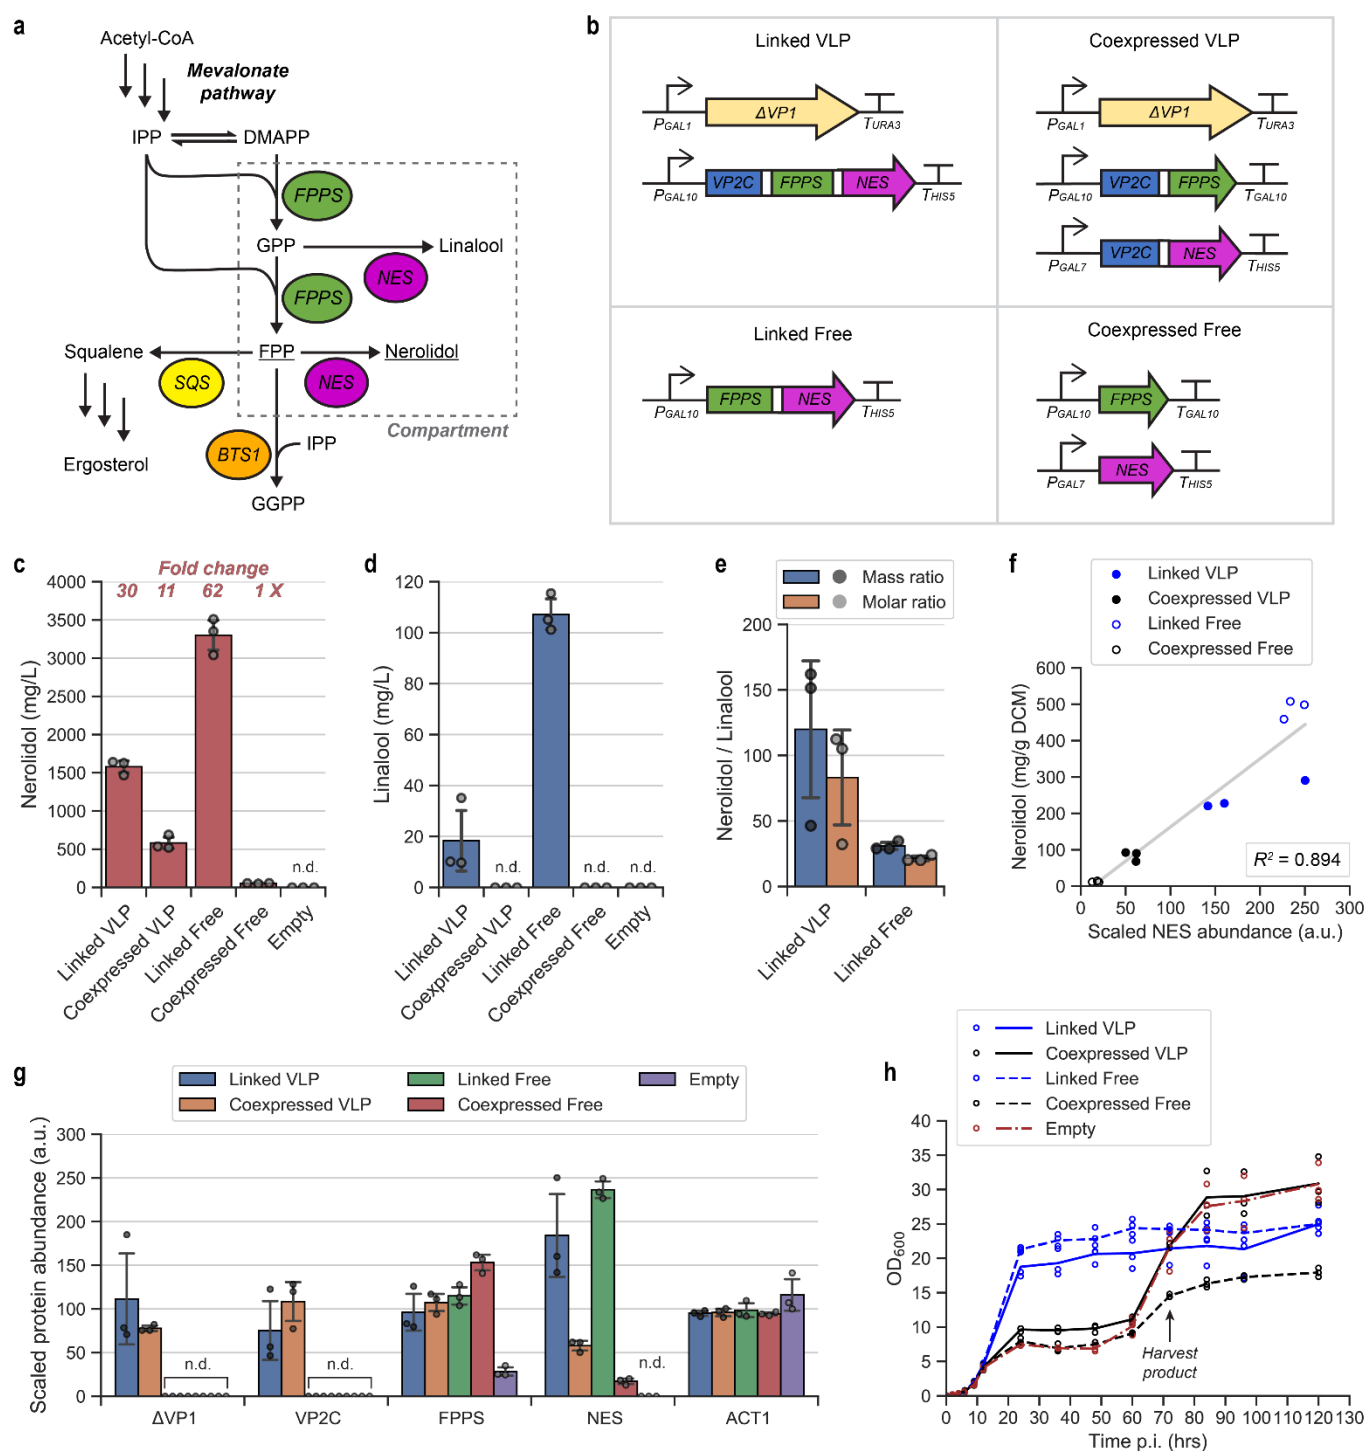 a
Acetyl-CoA
Mevalonate
pathway
IPP
DMAPP
FPPS
GPP
Linalool
NES
FPPS
Squalene
FPP
Nerolidol
SQS
NES
Compartment
BTS1
IPP
Ergosterol
GGPP
b
Linked VLP
PGAL1
ΔVP1
TURA3
PGAL10
VP2C
FPPS
NES
THIS5
Coexpressed VLP
PGAL1
ΔVP1
TURA3
PGAL10
VP2C
FPPS
TGAL10
PGAL7
VP2C
NES
THIS5
Linked Free
PGAL10
FPPS
NES
THIS5
Coexpressed Free
PGAL10
FPPS
TGAL10
PGAL7
NES
THIS5
c
Fold change
30 11 62 1 X
Nerolidol (mg/L)
4000
3500
3000
2500
2000
1500
1000
500
0
n.d.
Linked VLP
Coexpressed VLP
Linked Free
Coexpressed Free
Empty
d
Linalool (mg/L)
120
100
80
60
40
20
0
n.d.
n.d.
n.d.
Linked VLP
Coexpressed VLP
Linked Free
Coexpressed Free
Empty
e
Mass ratio
Molar ratio
Nerolidol / Linalool
200
150
100
50
0
Linked VLP
Linked Free
f
Linked VLP
Coexpressed VLP
Linked Free
Coexpressed Free
Nerolidol (mg/g DCM)
600
500
400
300
200
100
0
R² = 0.894
0 50 100 150 200 250 300
Scaled NES abundance (a.u.)
g
Linked VLP
Coexpressed VLP
Linked Free
Coexpressed Free
Empty
Scaled protein abundance (a.u.)
300
250
200
150
100
50
0
n.d.
n.d.
n.d.
ΔVP1 VP2C FPPS NES ACT1
h
Linked VLP
Coexpressed VLP
Linked Free
Coexpressed Free
Empty
OD600
40
35
30
25
20
15
10
5
0
Harvest
product
0 10 20 30 40 50 60 70 80 90 100 110 120 130
Time p.i. (hrs)